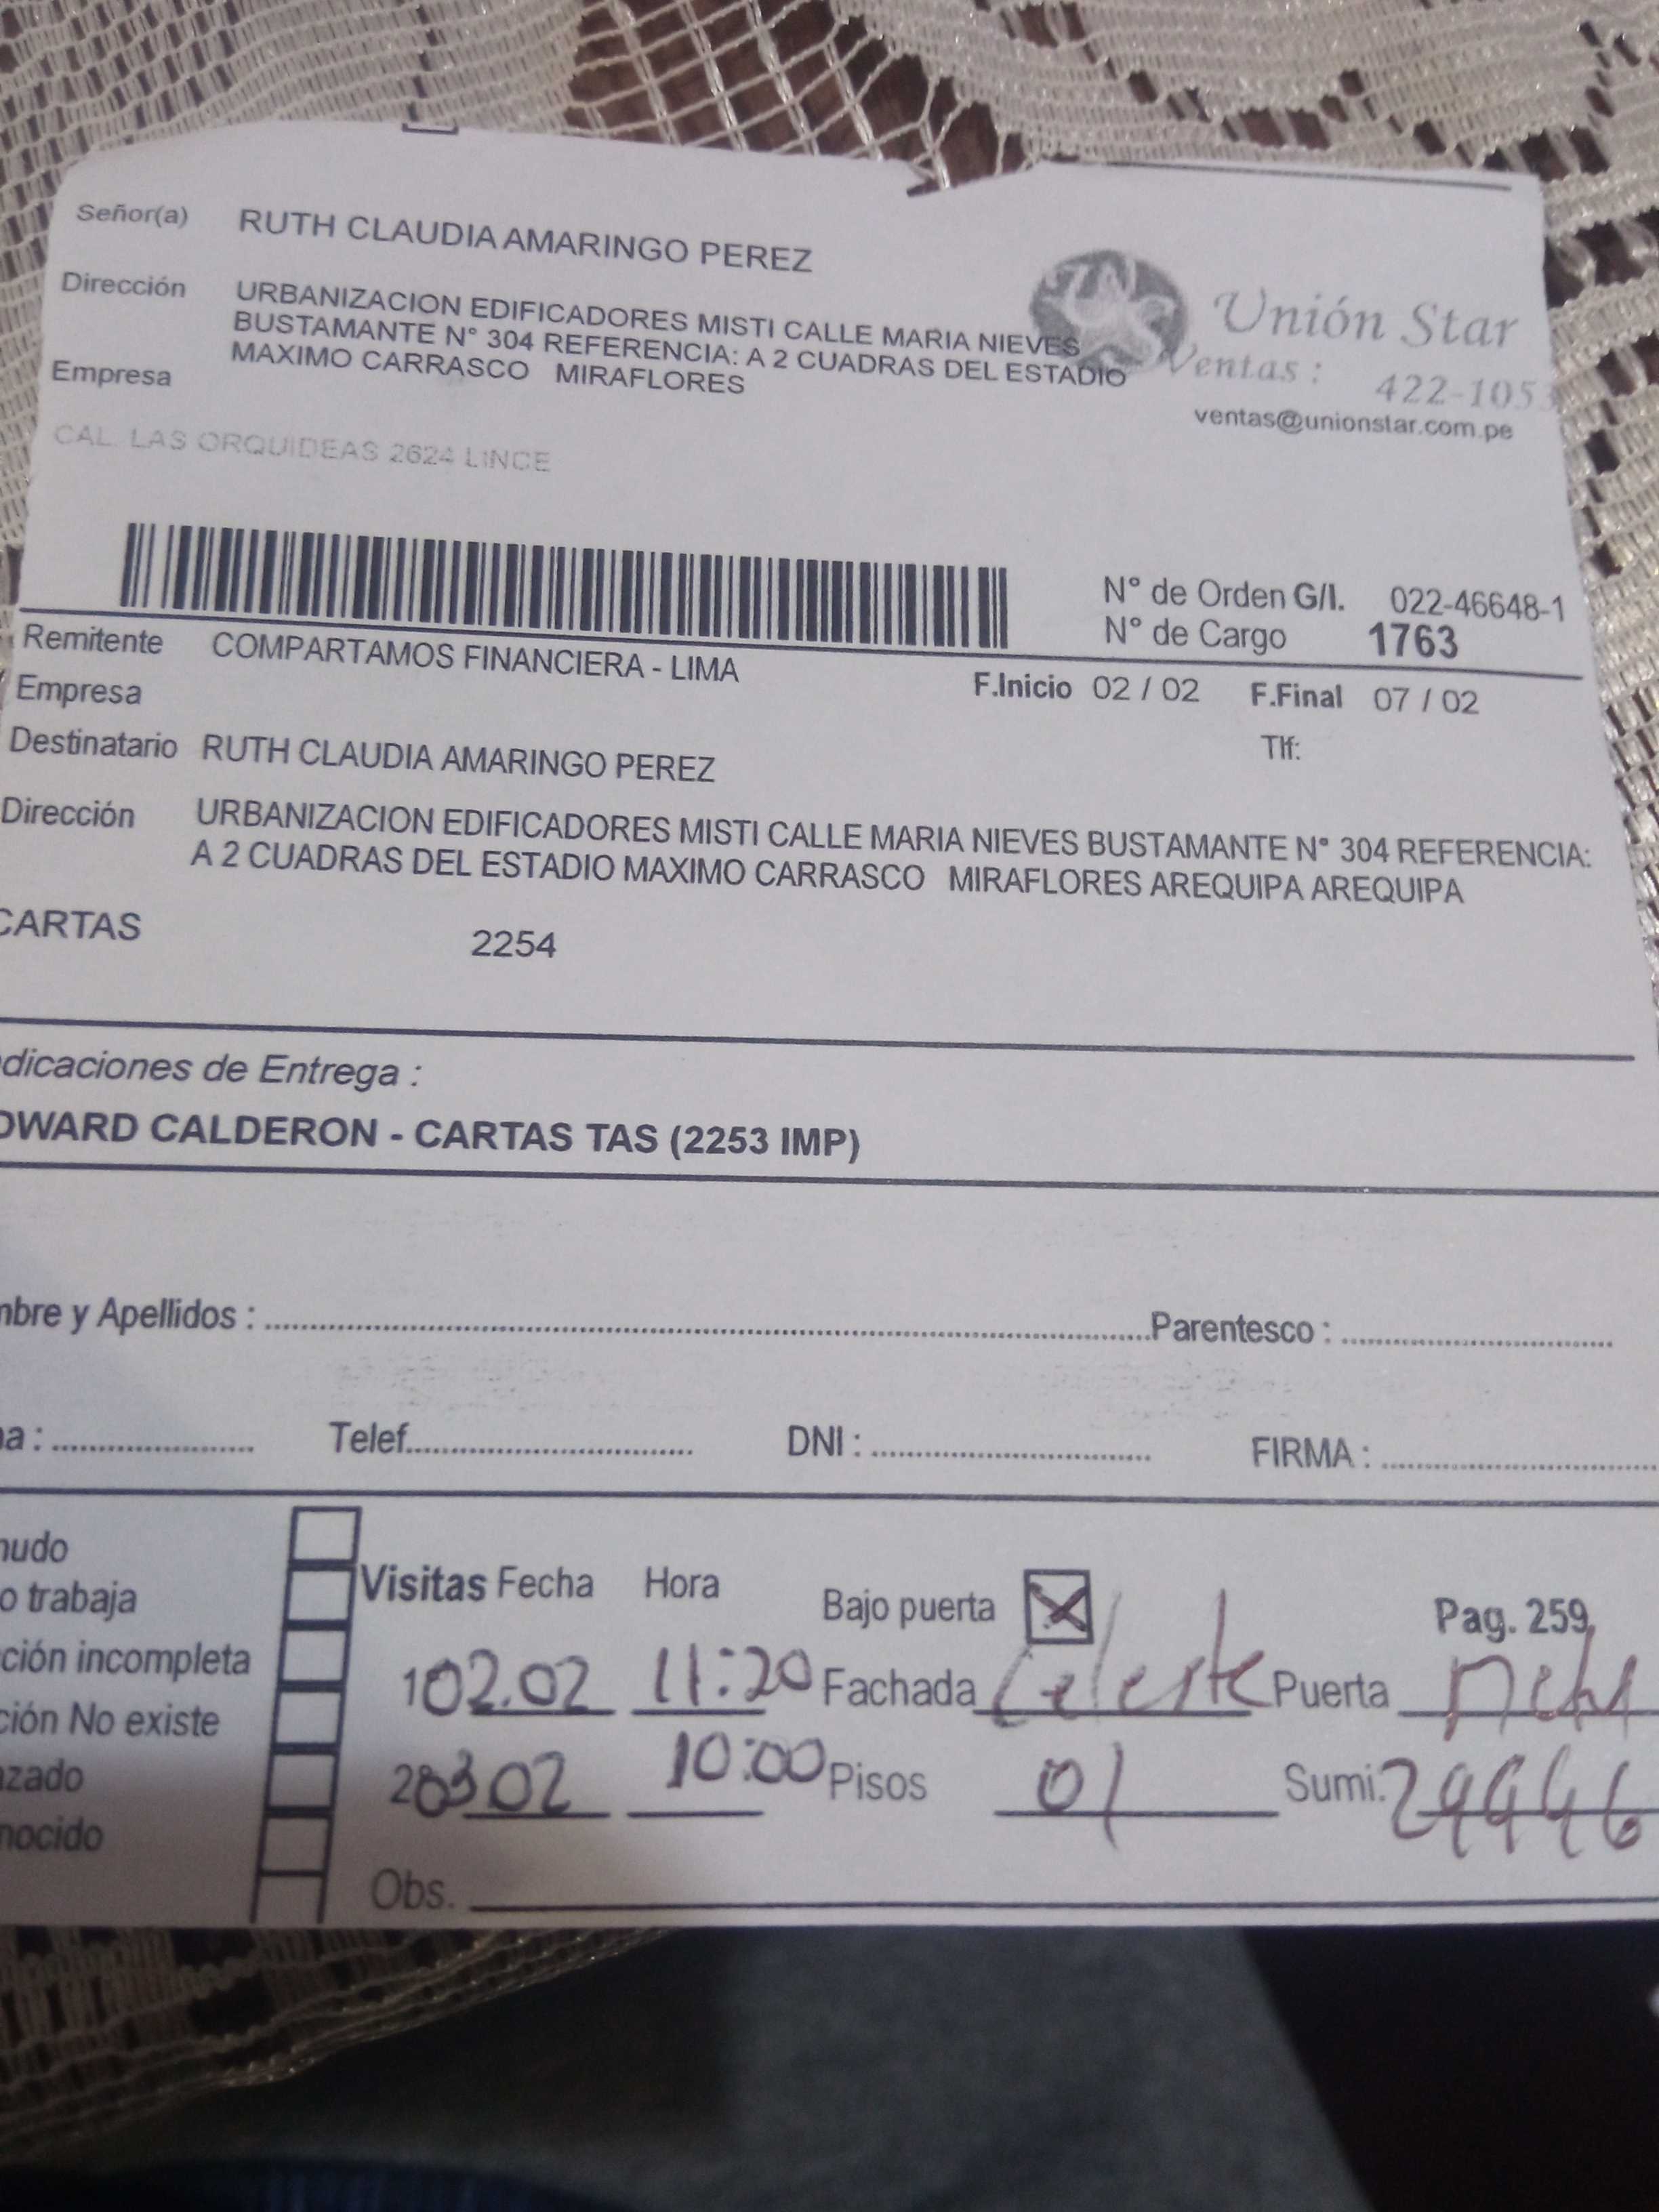 Señor(a) RUTH CLAUDIA AMARINGO PEREZ
Dirección URBANIZACION EDIFICADORES MISTI CALLE MARIA NIEVES
BUSTAMANTE N° 304 REFERENCIA: A 2 CUADRAS DEL ESTADIO
MAXIMO CARRASCO MIRAFLORES
Empresa
Unión Star
Ventas : 422-1053
ventas@unionstar.com.pe
CAL. LAS ORQUIDEAS 2624 LINCE
N° de Orden G/I. 022-46648-1
N° de Cargo 1763
Remitente COMPARTAMOS FINANCIERA - LIMA
Empresa F.Inicio 02 / 02 F.Final 07 / 02
Destinatario RUTH CLAUDIA AMARINGO PEREZ Tlf:
Dirección URBANIZACION EDIFICADORES MISTI CALLE MARIA NIEVES BUSTAMANTE N° 304 REFERENCIA:
A 2 CUADRAS DEL ESTADIO MAXIMO CARRASCO MIRAFLORES AREQUIPA AREQUIPA
CARTAS 2254
dicaciones de Entrega :
DWARD CALDERON - CARTAS TAS (2253 IMP)
mbre y Apellidos : Parentesco :
a : Telef. DNI : FIRMA :
udo
o trabaja
ción incompleta
ción No existe
zado
nocido
Visitas Fecha Hora Bajo puerta Pag. 259
1 02.02 11:20 Fachada Celeste Puerta
2 03 02 10:00 Pisos 01 Sumi. 29446
Obs.